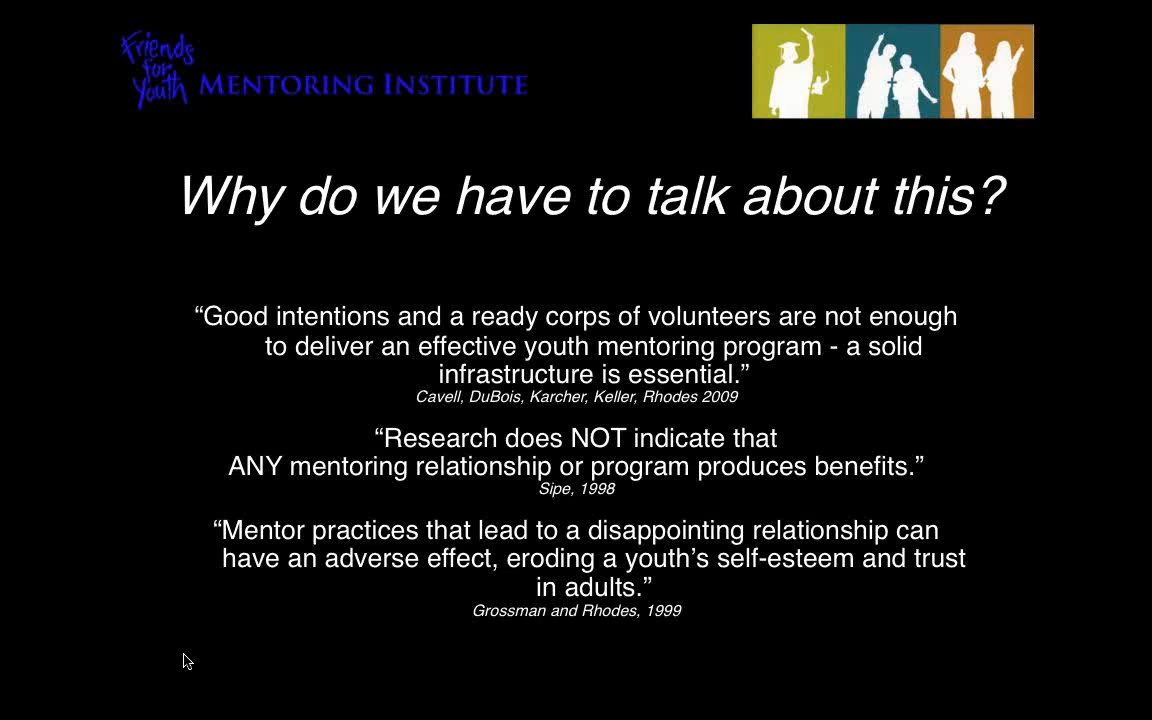 Friends
for
Youth
MENTORING INSTITUTE
Why do we have to talk about this?
“Good intentions and a ready corps of volunteers are not enough
to deliver an effective youth mentoring program - a solid
infrastructure is essential.”
Cavell, DuBois, Karcher, Keller, Rhodes 2009
“Research does NOT indicate that
ANY mentoring relationship or program produces benefits.”
Sipe, 1998
“Mentor practices that lead to a disappointing relationship can
have an adverse effect, eroding a youth’s self-esteem and trust
in adults.”
Grossman and Rhodes, 1999